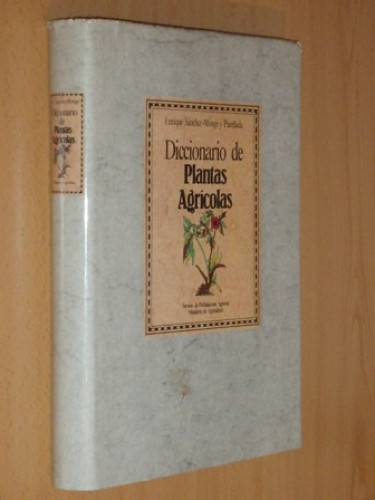 Enrique Sánchez-Monge y Parellada
Diccionario de
Plantas
Agrícolas
Servicio de Publicaciones Agrarias
Ministerio de Agricultura
Diccionario
de
Plantas
Agrícolas